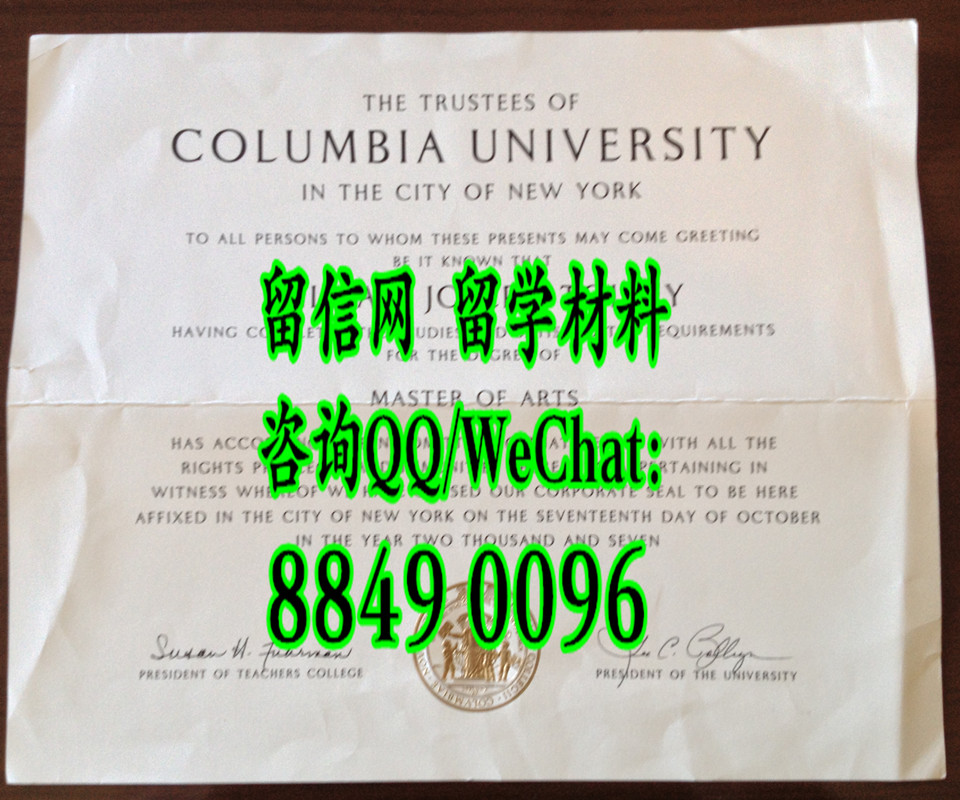 THE TRUSTEES OF
COLUMBIA UNIVERSITY
IN THE CITY OF NEW YORK
TO ALL PERSONS TO WHOM THESE PRESENTS MAY COME GREETING
BE IT KNOWN THAT
留信网 留学材料
HAVING REQUIREMENTS
FOR THE DEGREE OF
MASTER OF ARTS
咨询QQ/WeChat:
HAS WITH ALL THE
RIGHTS PERTAINING IN
WITNESS WHEREOF OUR CORPORATE SEAL TO BE HERE
AFFIXED IN THE CITY OF NEW YORK ON THE SEVENTEENTH DAY OF OCTOBER
IN THE YEAR TWO THOUSAND AND SEVEN
8849 0096
Susan H. Fuhrman
PRESIDENT OF TEACHERS COLLEGE
PRESIDENT OF THE UNIVERSITY